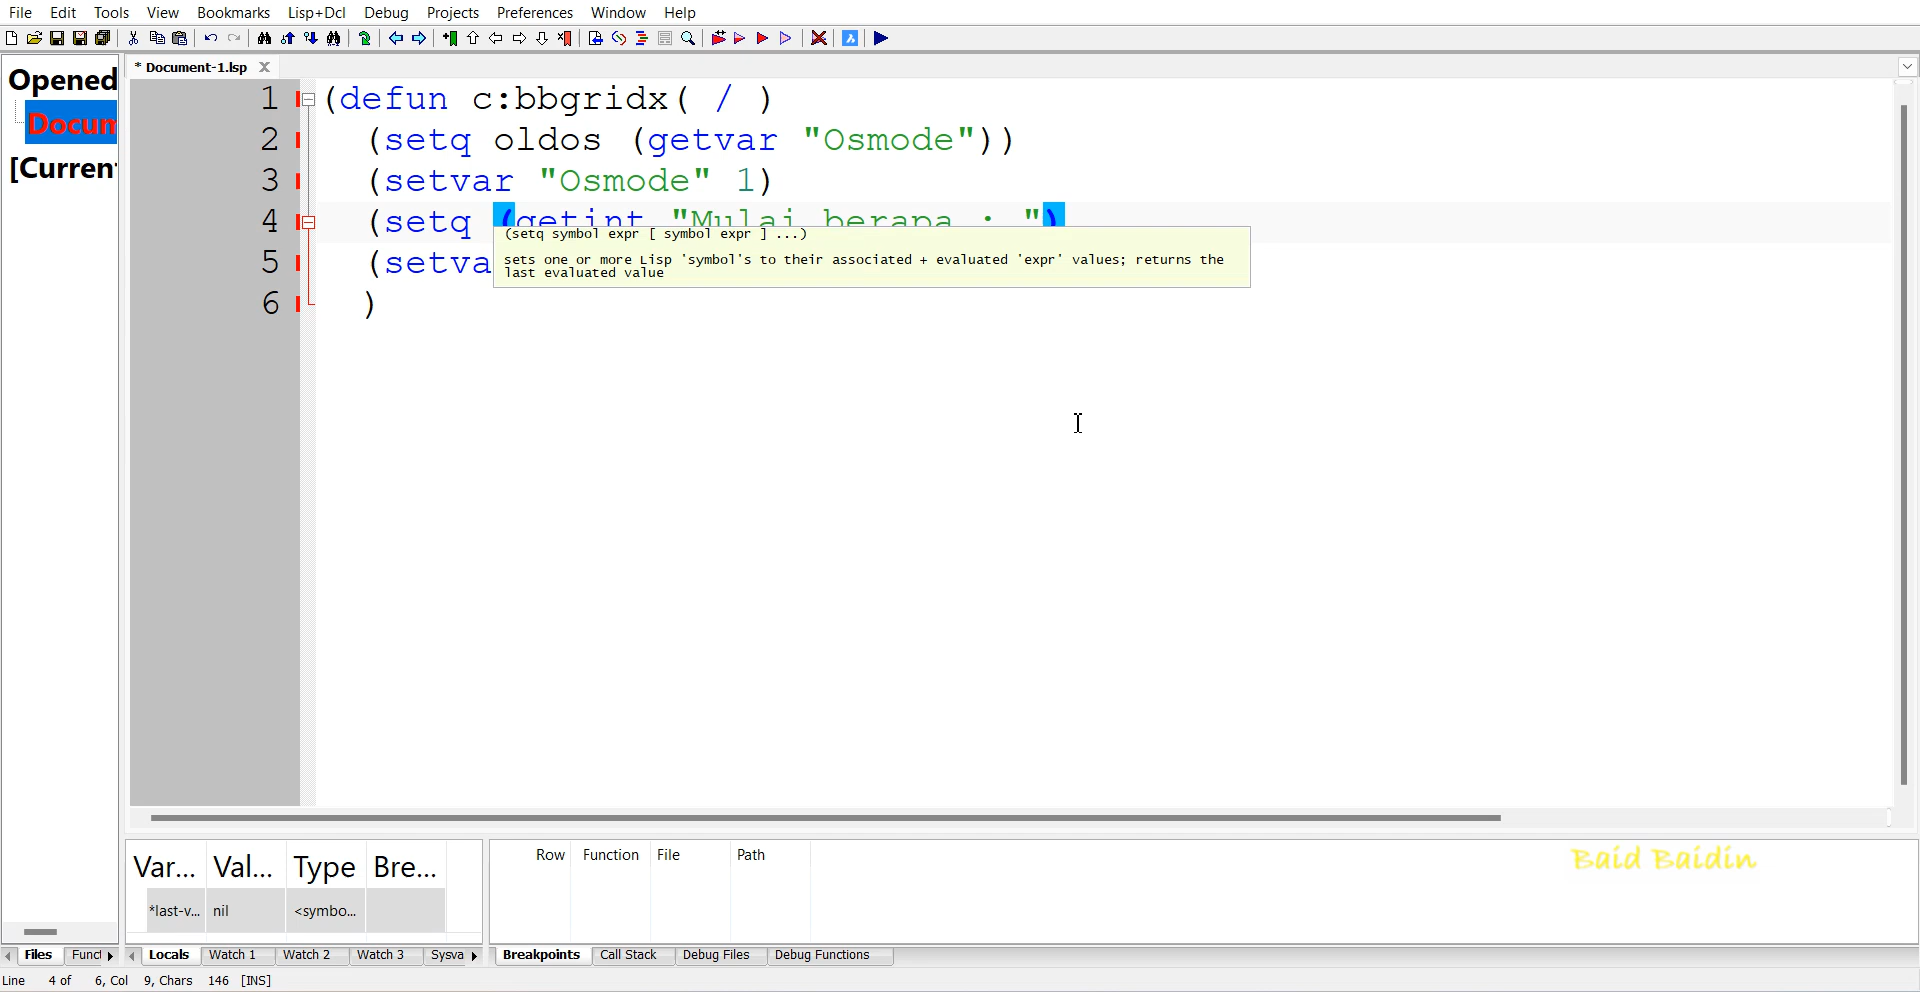 File Edit Tools View Bookmarks Lisp+Dcl Debug Projects Preferences Window Help
* Document-1.lsp
Opened
Docum
[Current
1 (defun c:bbgridx( / )
2 (setq oldos (getvar "Osmode"))
3 (setvar "Osmode" 1)
4 (setq (getint "Mulai berapa : ")
(setq symbol expr [ symbol expr ] ...)
5 (setva
sets one or more Lisp 'symbol's to their associated + evaluated 'expr' values; returns the
last evaluated value
6 )
Var... Val... Type Bre...
*last-v... nil <symbo...
Row Function File Path
Baid Baidin
Files Funct Locals Watch 1 Watch 2 Watch 3 Sysva Breakpoints Call Stack Debug Files Debug Functions
Line 4 of 6, Col 9, Chars 146 [INS]